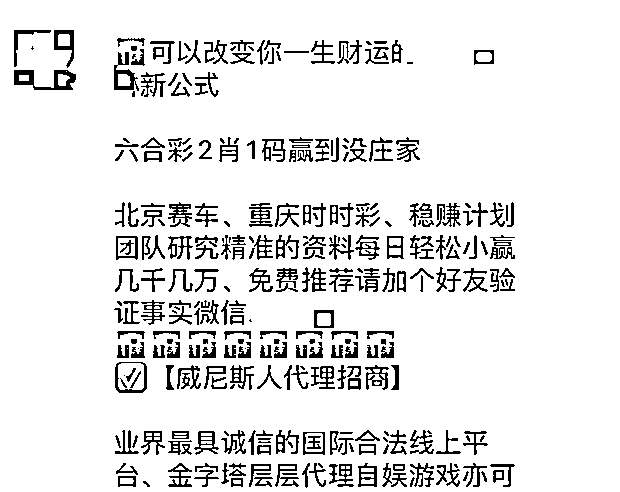 可以改变你一生财运的
新公式
六合彩2肖1码赢到没庄家
北京赛车、重庆时时彩、稳赚计划
团队研究精准的资料每日轻松小赢
几千几万、免费推荐请加个好友验
证事实微信.
【威尼斯人代理招商】
业界最具诚信的国际合法线上平
台、金字塔层层代理自娱游戏亦可